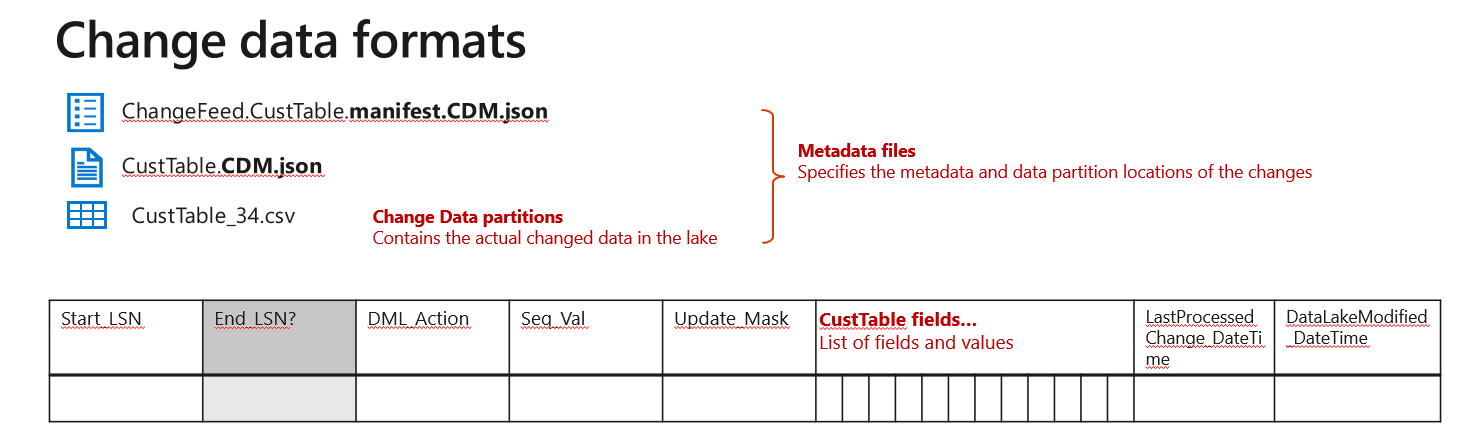 Change data formats
ChangeFeed.CustTable.manifest.CDM.json
CustTable.CDM.json
CustTable_34.csv
Change Data partitions
Contains the actual changed data in the lake
Metadata files
Specifies the metadata and data partition locations of the changes
Start_LSN
End_LSN?
DML_Action
Seq_Val
Update_Mask
CustTable fields...
List of fields and values
LastProcessed
Change_DateTi
me
DataLakeModified
_DateTime